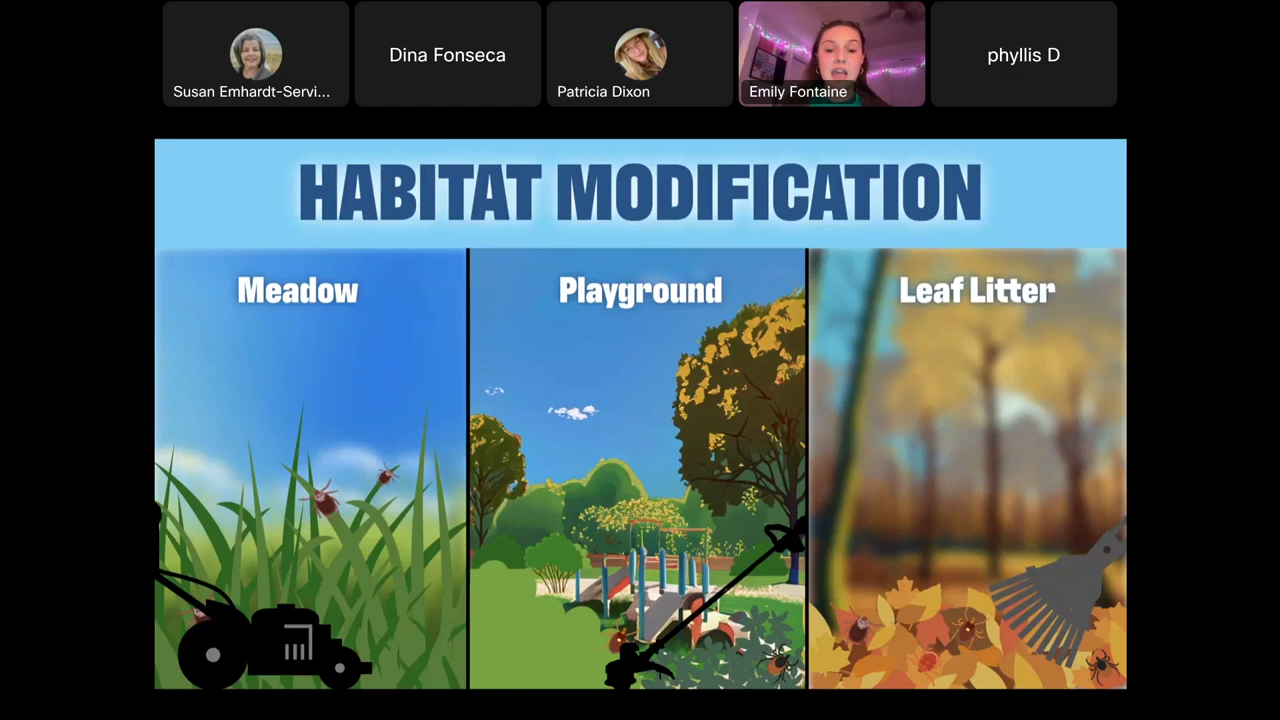 Susan Emhardt-Servi...
Dina Fonseca
Patricia Dixon
Emily Fontaine
phyllis D
HABITAT MODIFICATION
Meadow
Playground
Leaf Litter